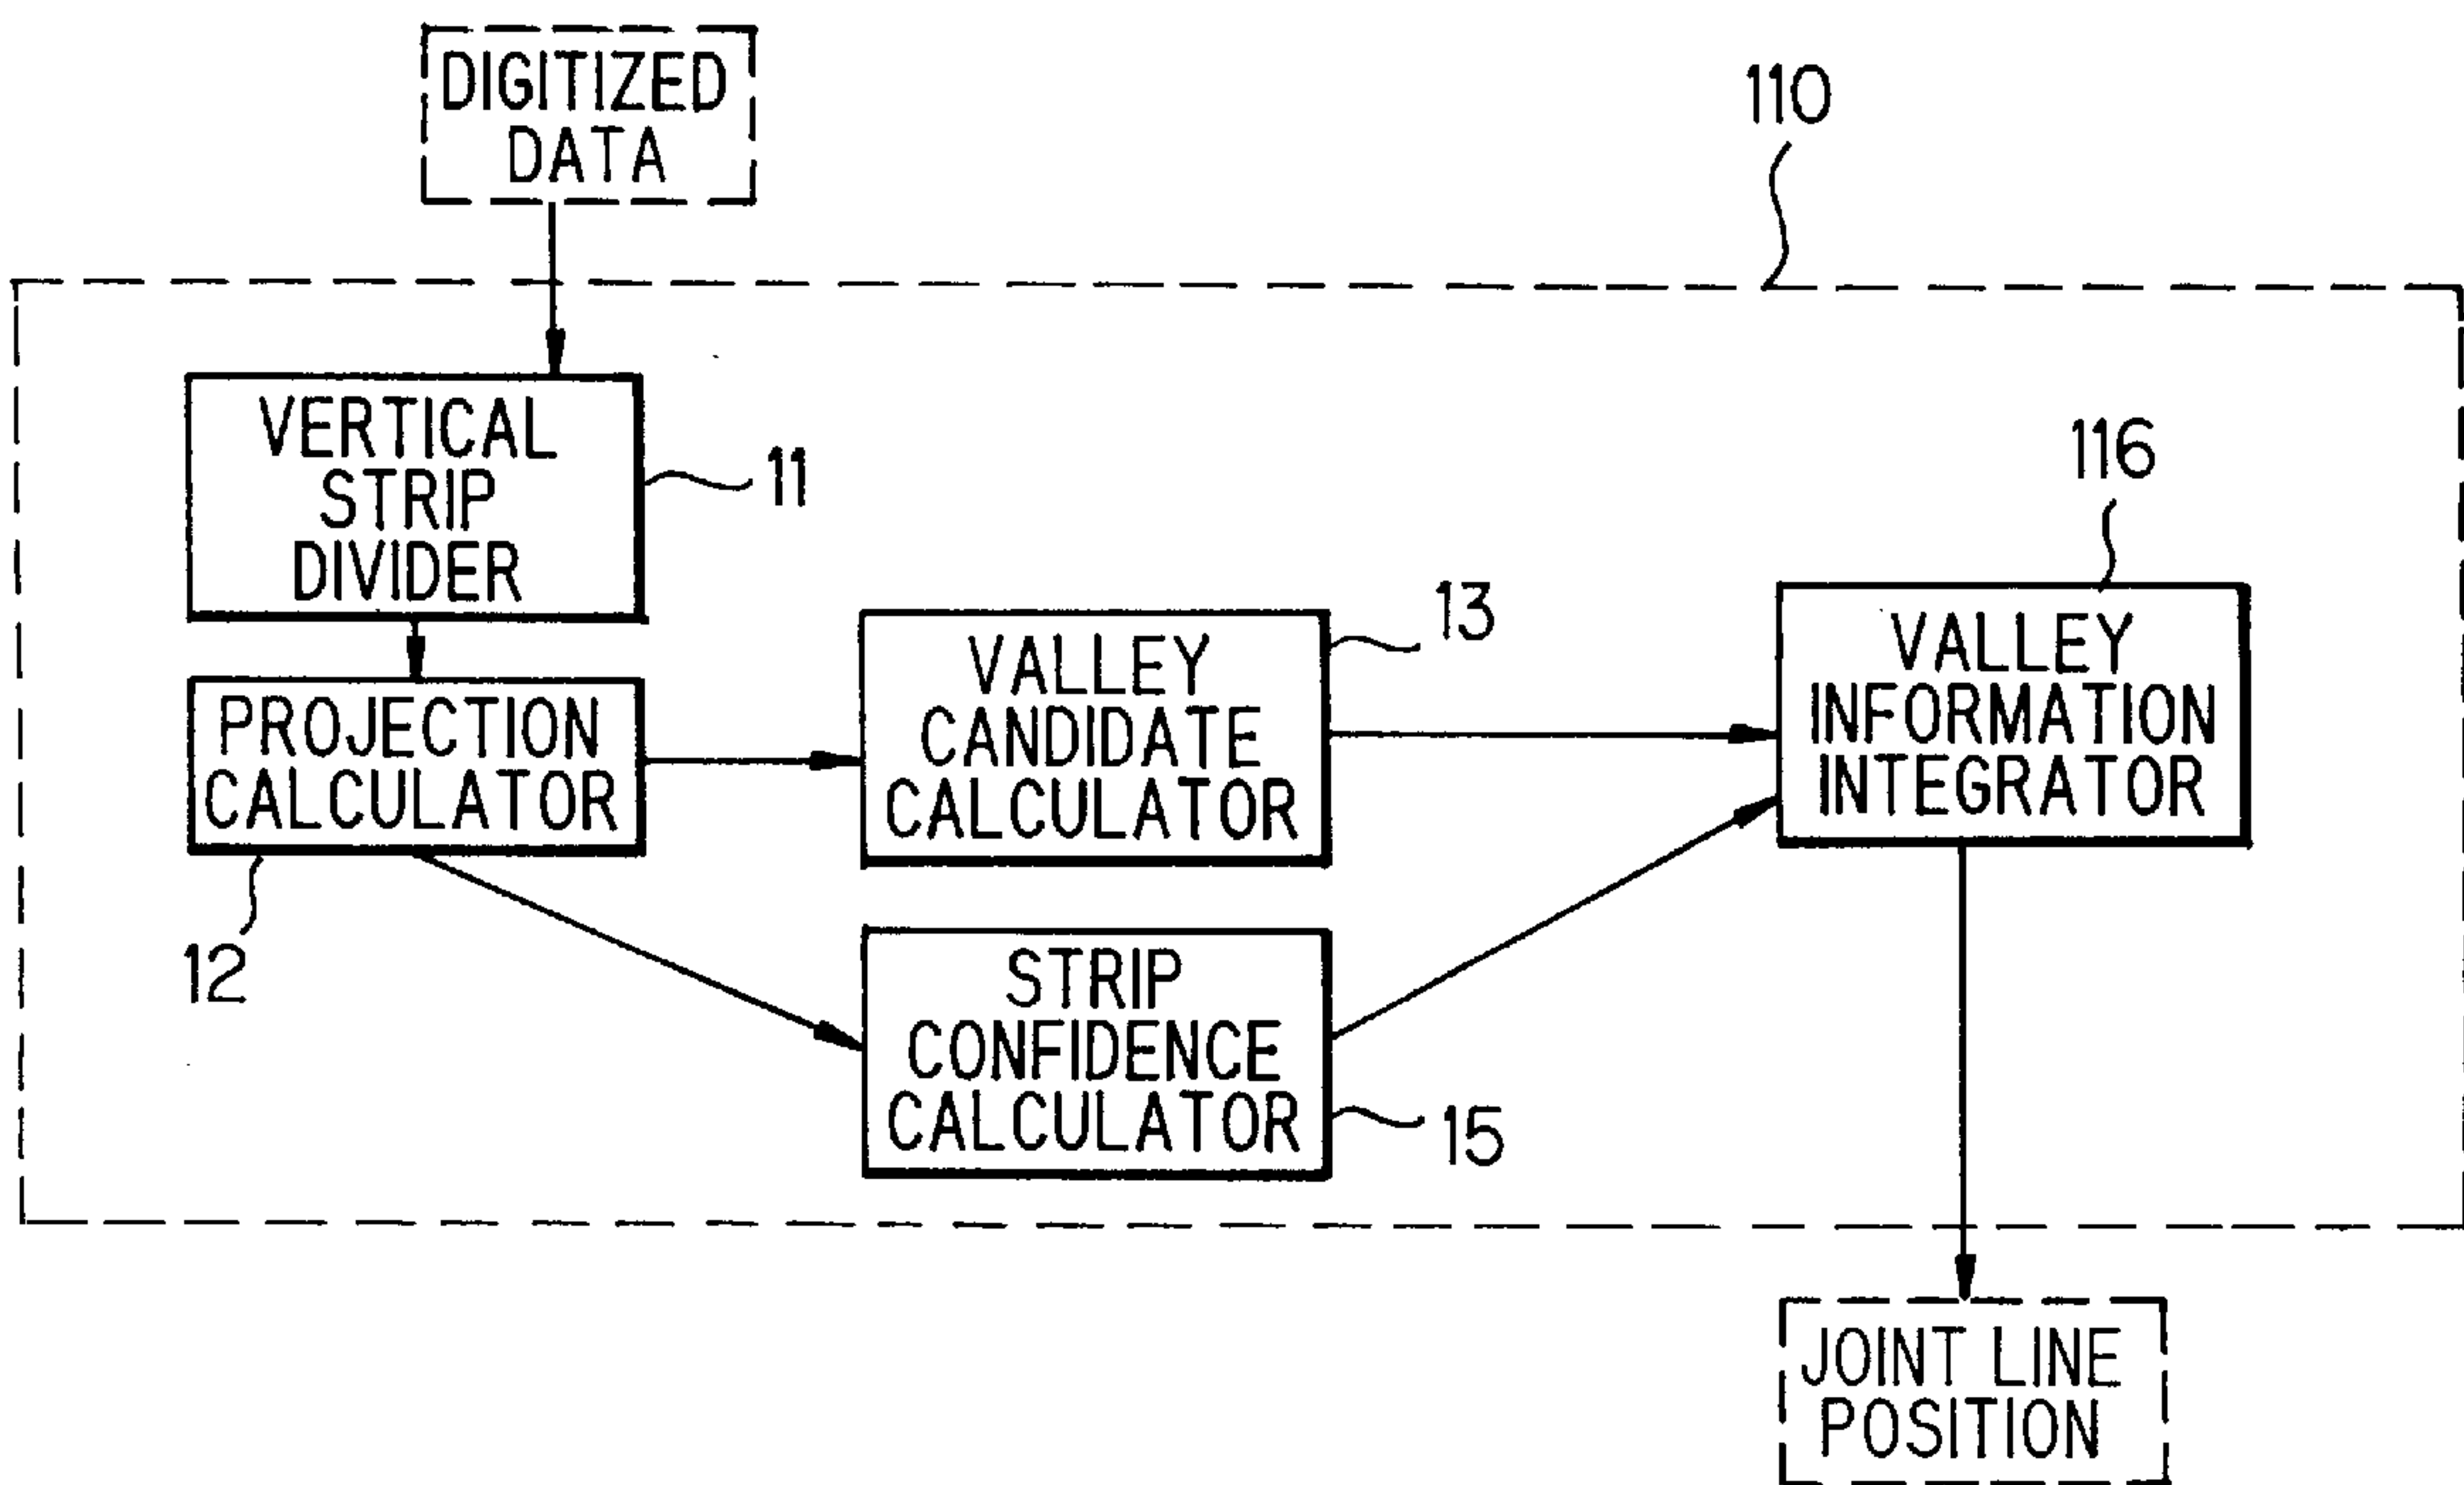 DIGITIZED
DATA
110
VERTICAL
STRIP
DIVIDER
11
116
13
VALLEY
CANDIDATE
CALCULATOR
VALLEY
INFORMATION
INTEGRATOR
PROJECTION
CALCULATOR
12
STRIP
CONFIDENCE
CALCULATOR
15
JOINT LINE
POSITION